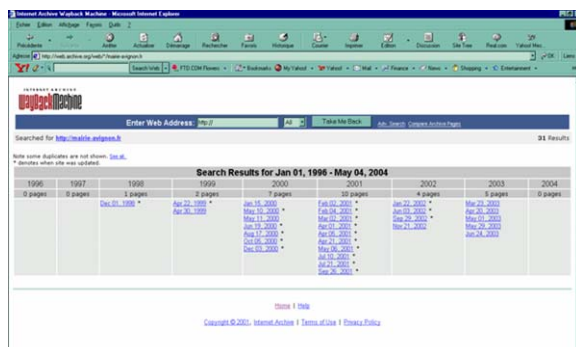 Internet Archive Wayback Machine - Microsoft Internet Explorer
Fichier Edition Affichage Favoris Outils ?
Précédente Arrêter Actualiser Démarrage Rechercher Favoris Historique Courrier Imprimer Edition Discussion Real.com Yahoo! Mes...
Adresse http://web.archive.org/web/*/mairie-avignon.fr OK Liens
Y! Search Web FTD.COM Flowers Bookmarks My Yahoo! Yahoo! Mail Finance News Shopping Entertainment
INTERNET ARCHIVE
WayBackMachine
Enter Web Address: http:// All Take Me Back Adv. Search Compare Archive Pages
Searched for http://mairie.avignon.fr 31 Results
Note some duplicates are not shown. See all.
* denotes when site was updated.
Search Results for Jan 01, 1996 - May 04, 2004
1996 1997 1998 1999 2000 2001 2002 2003 2004
0 pages 0 pages 1 pages 2 pages 7 pages 10 pages 4 pages 5 pages 0 pages
Dec 01, 1998 * Apr 22, 1999 * Jan 15, 2000 Feb 02, 2001 * Jan 22, 2002 * Mar 23, 2003
Apr 30, 1999 May 10, 2000 * Feb 04, 2001 * Jun 03, 2002 * Apr 20, 2003
May 11, 2000 Mar 02, 2001 * Sep 29, 2002 * May 01, 2003
Jun 19, 2000 * Apr 01, 2001 * Nov 21, 2002 May 29, 2003
Aug 17, 2000 * Apr 05, 2001 * Jun 24, 2003
Oct 05, 2000 * Apr 21, 2001 *
Dec 03, 2000 * May 06, 2001 *
Jul 10, 2001 *
Jul 21, 2001 *
Sep 26, 2001 *
Home | Help
Copyright © 2001, Internet Archive | Terms of Use | Privacy Policy